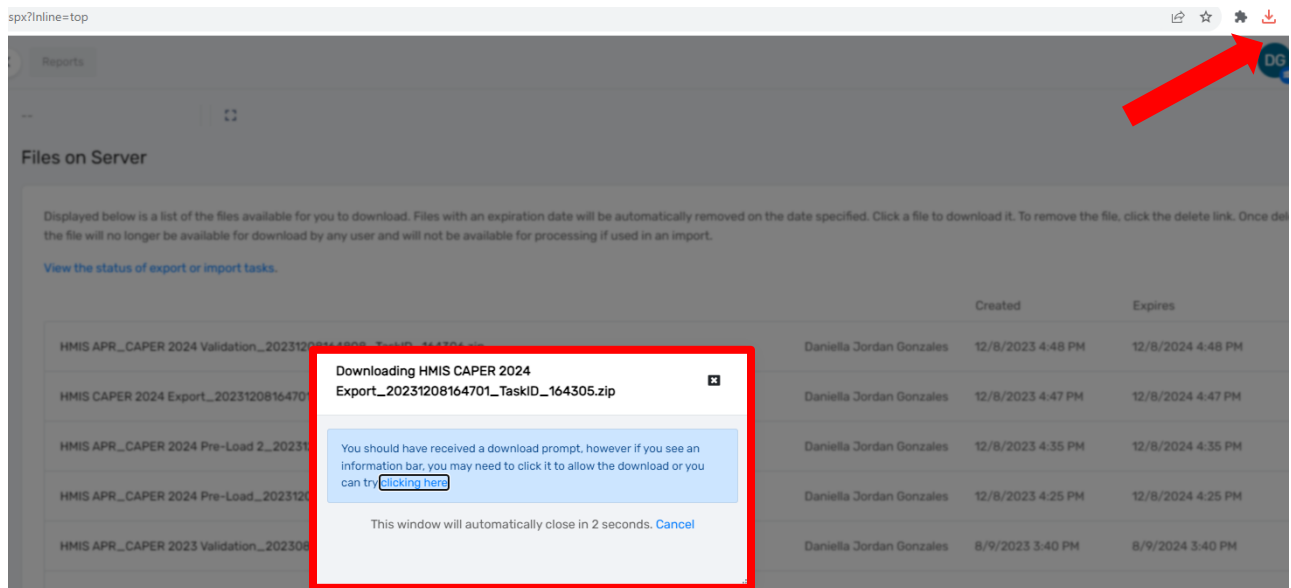 spx?Inline=top
Reports
DG
--
Files on Server
Displayed below is a list of the files available for you to download. Files with an expiration date will be automatically removed on the date specified. Click a file to download it. To remove the file, click the delete link. Once del
the file will no longer be available for download by any user and will not be available for processing if used in an import.
View the status of export or import tasks.
Created Expires
HMIS APR_CAPER 2024 Validation_20231208164808_TaskID_164306.zip Daniella Jordan Gonzales 12/8/2023 4:48 PM 12/8/2024 4:48 PM
HMIS CAPER 2024 Export_20231208164701 Daniella Jordan Gonzales 12/8/2023 4:47 PM 12/8/2024 4:47 PM
HMIS APR_CAPER 2024 Pre-Load 2_20231 Daniella Jordan Gonzales 12/8/2023 4:35 PM 12/8/2024 4:35 PM
HMIS APR_CAPER 2024 Pre-Load_2023120 Daniella Jordan Gonzales 12/8/2023 4:25 PM 12/8/2024 4:25 PM
HMIS APR_CAPER 2023 Validation_202308 Daniella Jordan Gonzales 8/9/2023 3:40 PM 8/9/2024 3:40 PM
Downloading HMIS CAPER 2024
Export_20231208164701_TaskID_164305.zip
You should have received a download prompt, however if you see an
information bar, you may need to click it to allow the download or you
can try clicking here
This window will automatically close in 2 seconds. Cancel